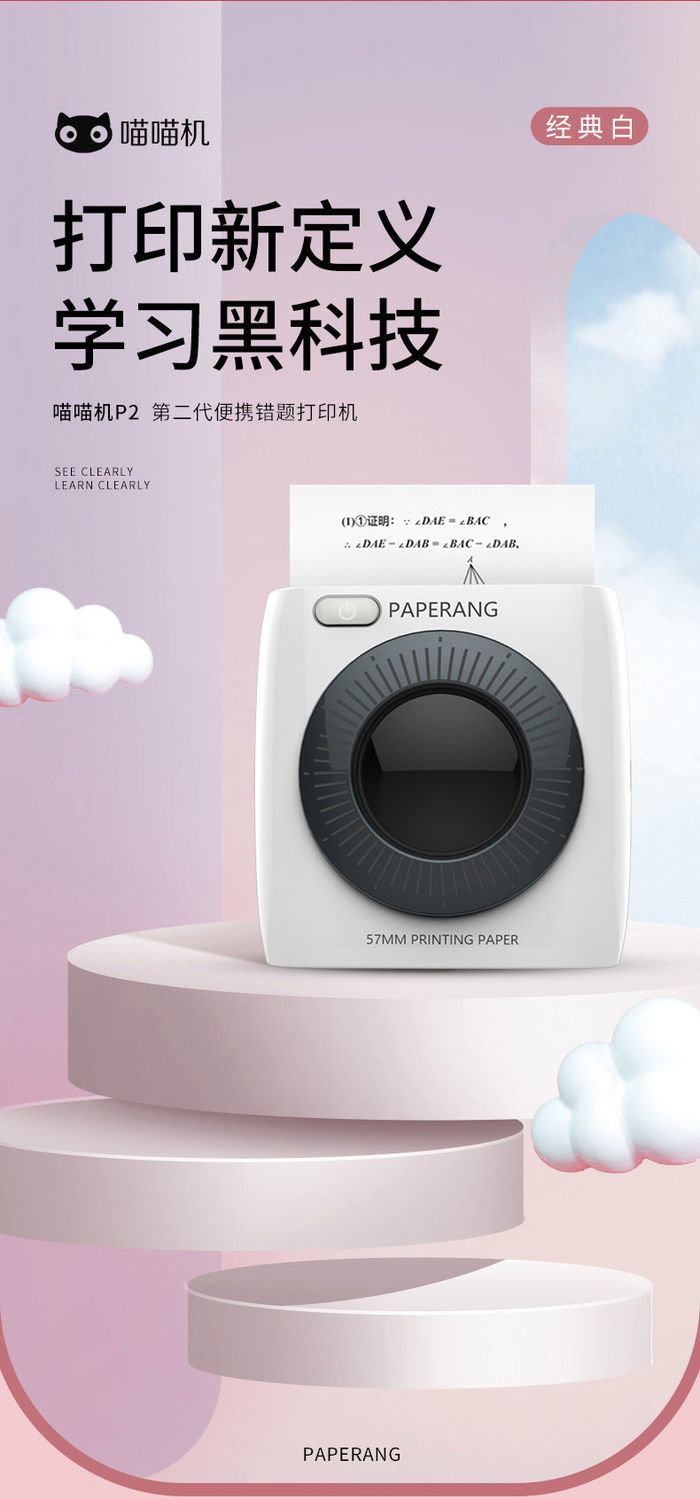 喵喵机
经典白
打印新定义
学习黑科技
喵喵机P2 第二代便携错题打印机
SEE CLEARLY
LEARN CLEARLY
(1)①证明：∵ ∠DAE = ∠BAC ，
∴ ∠DAE − ∠DAB = ∠BAC − ∠DAB、
A
PAPERANG
57MM PRINTING PAPER
PAPERANG